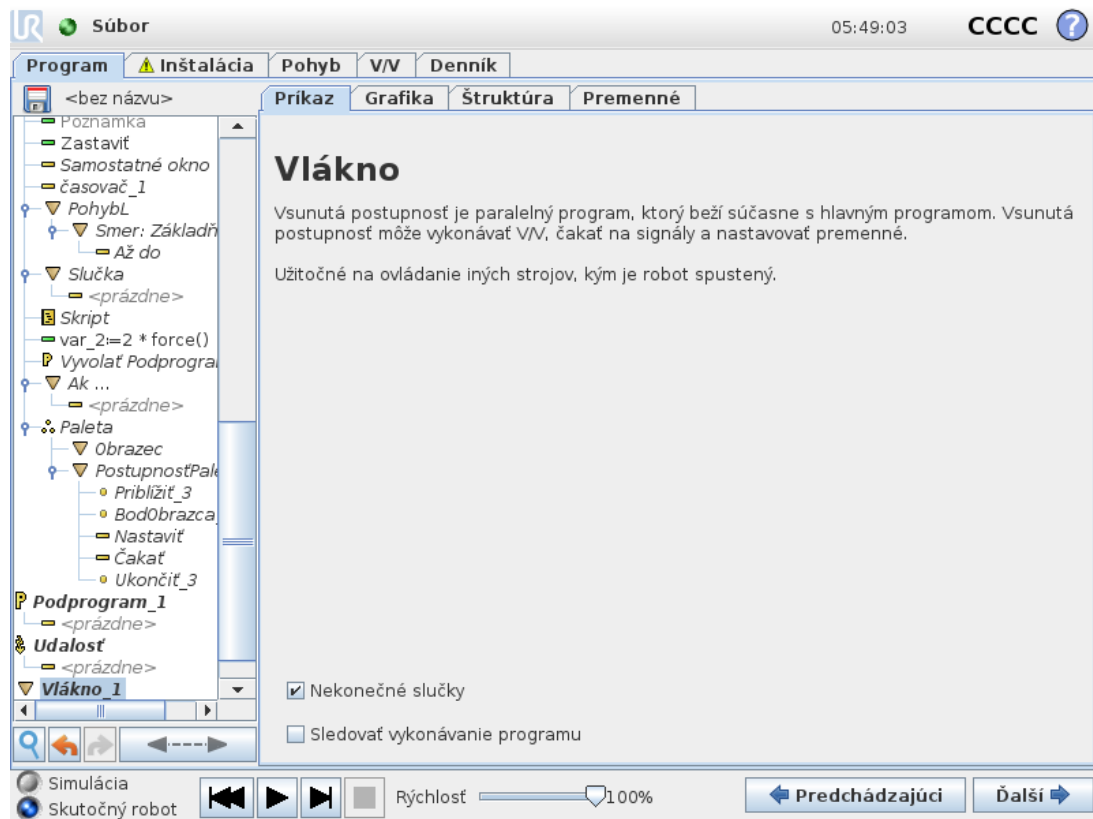 Súbor
05:49:03
CCCC
?
Program
Inštalácia
Pohyb
V/V
Denník
<bez názvu>
Príkaz
Grafika
Štruktúra
Premenné
Poznámka
Zastaviť
Samostatné okno
časovač_1
PohybL
Smer: Základň
Až do
Slučka
<prázdne>
Skript
var_2≔2 * force()
Vyvolať Podprogra
Ak ...
<prázdne>
Paleta
Obrazec
PostupnosťPale
Priblížiť_3
BodObrazca_
Nastaviť
Čakať
Ukončiť_3
P Podprogram_1
<prázdne>
Udalosť
<prázdne>
Vlákno_1
Vlákno
Vsunutá postupnosť je paralelný program, ktorý beží súčasne s hlavným programom. Vsunutá
postupnosť môže vykonávať V/V, čakať na signály a nastavovať premenné.
Užitočné na ovládanie iných strojov, kým je robot spustený.
Nekonečné slučky
Sledovať vykonávanie programu
Simulácia
Skutočný robot
Rýchlosť
100%
Predchádzajúci
Ďalší